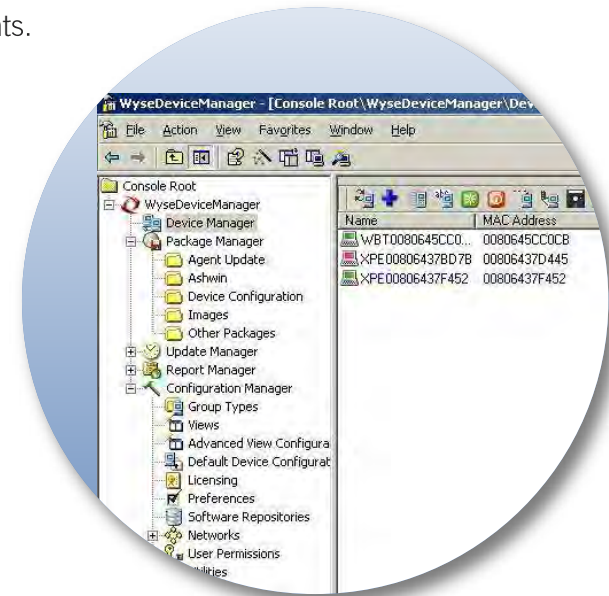 ts.
WyseDeviceManager - [Console Root\WyseDeviceManager\Dev
File Action View Favorites Window Help
Console Root
WyseDeviceManager
Device Manager
Package Manager
Agent Update
Ashwin
Device Configuration
Images
Other Packages
Update Manager
Report Manager
Configuration Manager
Group Types
Views
Advanced View Configura
Default Device Configurat
Licensing
Preferences
Software Repositories
Networks
User Permissions
Name MAC Address
WBT0080645CC0... 0080645CC0CB
XPE00806437BD7B 00806437D445
XPE00806437F452 00806437F452